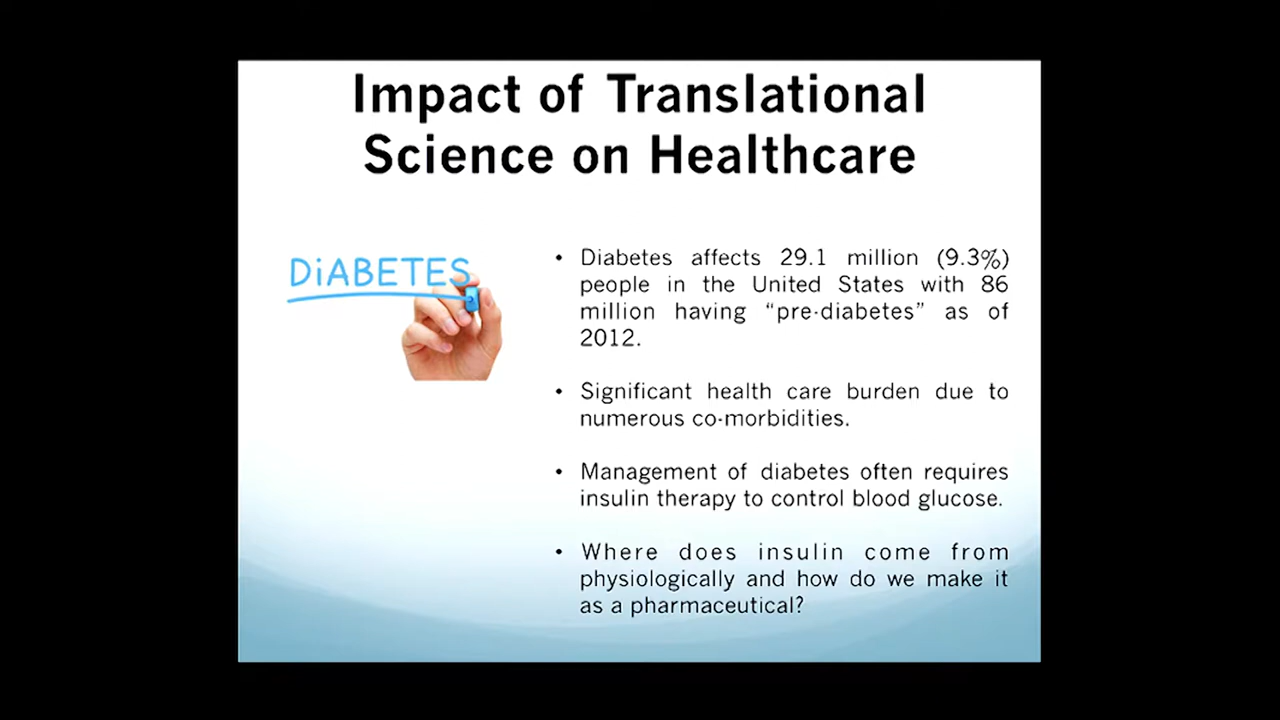 Impact of Translational
Science on Healthcare
DiABETES
• Diabetes affects 29.1 million (9.3%)
people in the United States with 86
million having “pre-diabetes” as of
2012.
• Significant health care burden due to
numerous co-morbidities.
• Management of diabetes often requires
insulin therapy to control blood glucose.
• Where does insulin come from
physiologically and how do we make it
as a pharmaceutical?